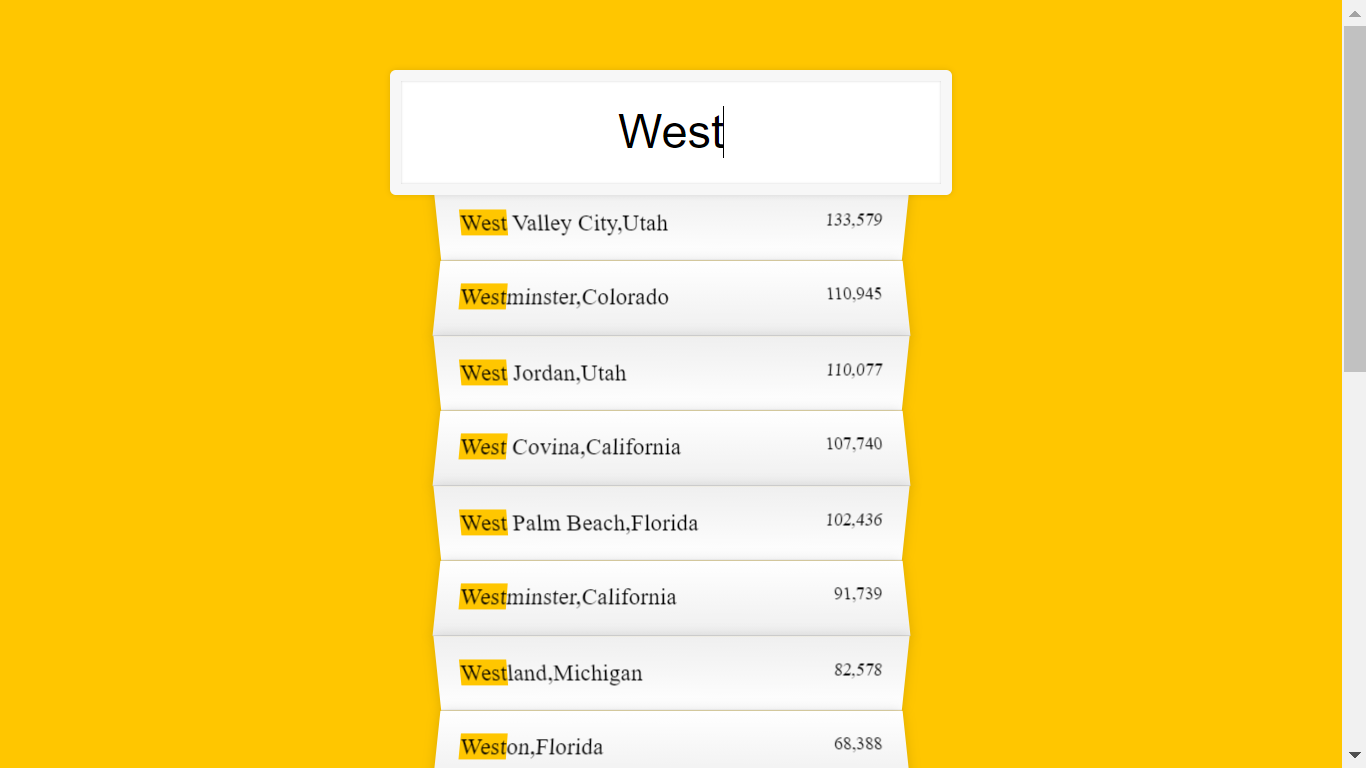 West
West Valley City,Utah 133,579
Westminster,Colorado 110,945
West Jordan,Utah 110,077
West Covina,California 107,740
West Palm Beach,Florida 102,436
Westminster,California 91,739
Westland,Michigan 82,578
Weston,Florida 68,388